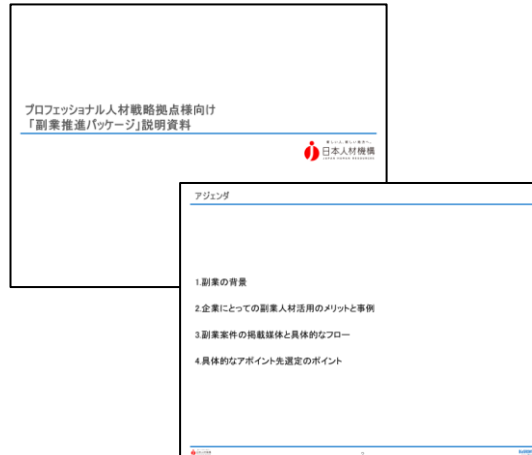 プロフェッショナル人材戦略拠点様向け
「副業推進パッケージ」説明資料
日本人材機構
JAPAN HUMAN RESOURCES
アジェンダ
1.副業の背景
2.企業にとっての副業人材活用のメリットと事例
3.副業案件の掲載媒体と具体的なフロー
4.具体的なアポイント先選定のポイント